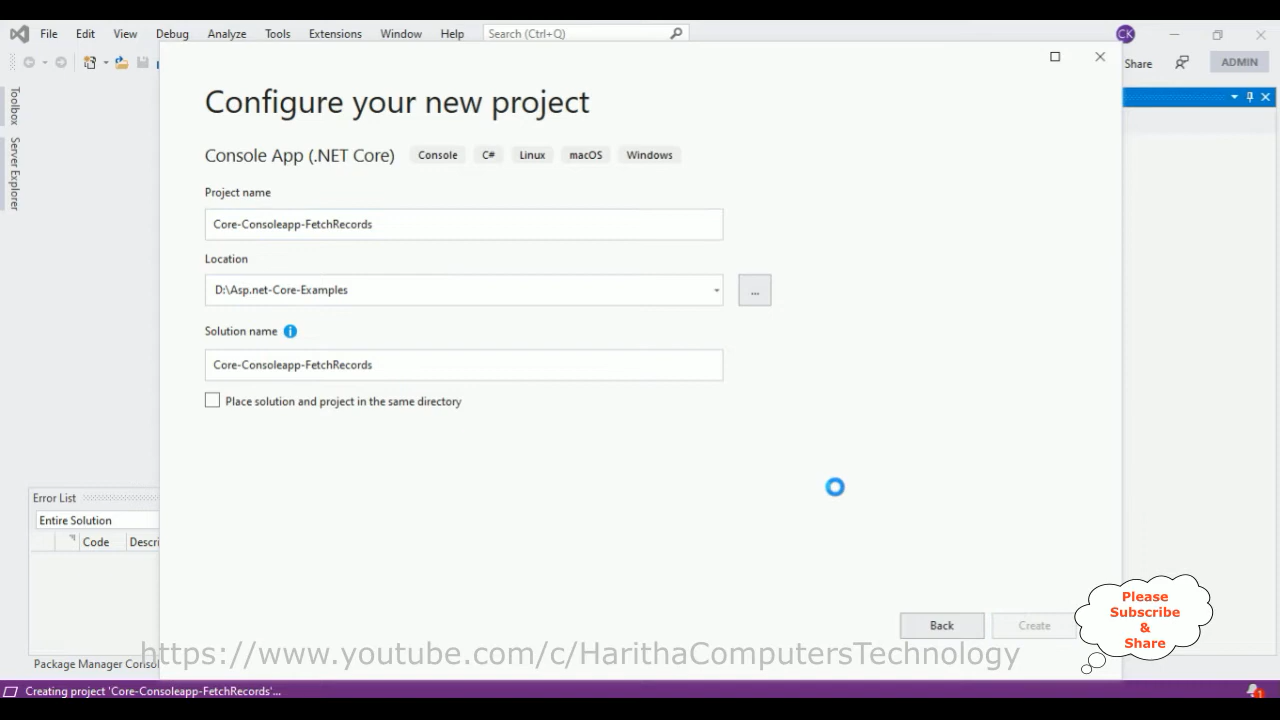 File Edit View Debug Analyze Tools Extensions Window Help Search (Ctrl+Q) CK
Share ADMIN
Toolbox
Server Explorer
Configure your new project
Console App (.NET Core) Console C# Linux macOS Windows
Project name
Core-Consoleapp-FetchRecords
Location
D:\Asp.net-Core-Examples
...
Solution name
Core-Consoleapp-FetchRecords
Place solution and project in the same directory
Error List
Entire Solution
Code Descri
Back Create
Please
Subscribe
&
Share
https://www.youtube.com/c/HarithaComputersTechnology
Package Manager Consol
Creating project 'Core-Consoleapp-FetchRecords'...
1